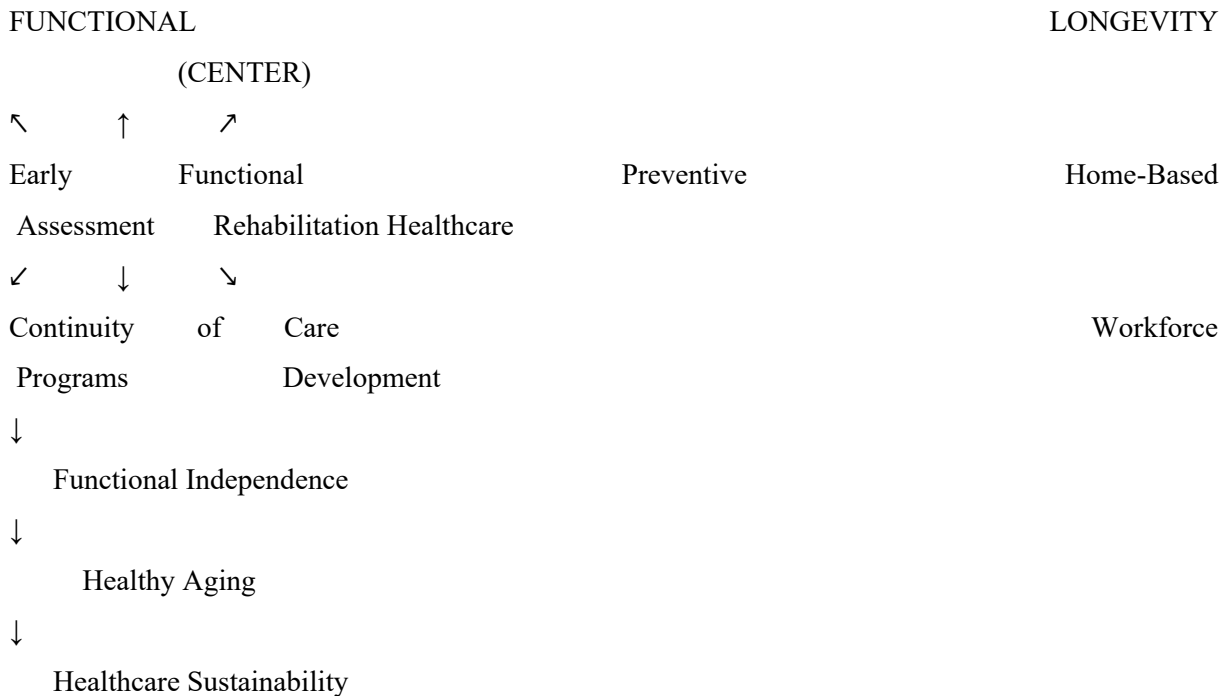 FUNCTIONAL LONGEVITY
(CENTER)
↖ ↑ ↗
Early Functional Preventive Home-Based
Assessment Rehabilitation Healthcare
↙ ↓ ↘
Continuity of Care Workforce
Programs Development
↓
Functional Independence
↓
Healthy Aging
↓
Healthcare Sustainability